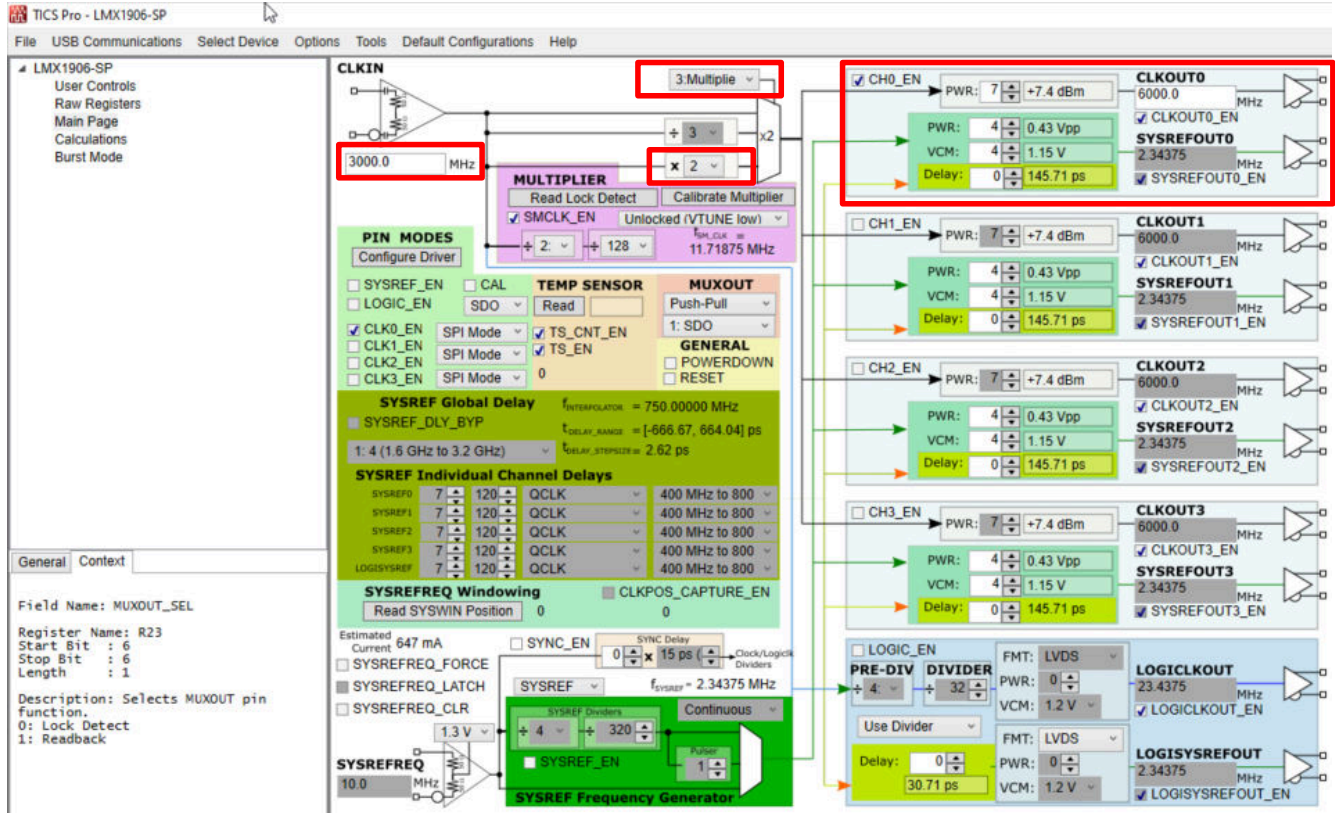 TICS Pro - LMX1906-SP
File USB Communications Select Device Options Tools Default Configurations Help
LMX1906-SP
User Controls
Raw Registers
Main Page
Calculations
Burst Mode
General Context
Field Name: MUXOUT_SEL
Register Name: R23
Start Bit : 6
Stop Bit : 6
Length : 1
Description: Selects MUXOUT pin
function.
0: Lock Detect
1: Readback
CLKIN
3:Multiplie
÷ 3
x2
3000.0 MHz
x 2
MULTIPLIER
Read Lock Detect Calibrate Multiplier
SMCLK_EN Unlocked (VTUNE low)
÷ 2: ÷ 128
fSM_CLK =
11.71875 MHz
PIN MODES
Configure Driver
SYSREF_EN CAL
LOGIC_EN SDO
CLK0_EN SPI Mode
CLK1_EN
CLK2_EN SPI Mode
CLK3_EN SPI Mode
TEMP SENSOR
Read
TS_CNT_EN
TS_EN
0
MUXOUT
Push-Pull
1: SDO
GENERAL
POWERDOWN
RESET
SYSREF Global Delay
SYSREF_DLY_BYP
1: 4 (1.6 GHz to 3.2 GHz)
fINTERPOLATOR = 750.00000 MHz
tDELAY_RANGE = [-666.67, 664.04] ps
tDELAY_STEPSIZE = 2.62 ps
SYSREF Individual Channel Delays
SYSREF0 7 120 QCLK 400 MHz to 800
SYSREF1 7 120 QCLK 400 MHz to 800
SYSREF2 7 120 QCLK 400 MHz to 800
SYSREF3 7 120 QCLK 400 MHz to 800
LOGISYSREF 7 120 QCLK 400 MHz to 800
SYSREFREQ Windowing
Read SYSWIN Position 0
CLKPOS_CAPTURE_EN
0
Estimated
Current 647 mA
SYSREFREQ_FORCE
SYSREFREQ_LATCH
SYSREFREQ_CLR
SYNC_EN
SYNC Delay
0 x 15 ps (
Clock/Logiclk
Dividers
SYSREF
fSYSREF = 2.34375 MHz
1.3 V
SYSREFREQ
10.0 MHz
SYSREF Dividers
÷ 4 ÷ 320
SYSREF_EN
Continuous
Pulser
1
SYSREF Frequency Generator
CH0_EN
PWR: 7 +7.4 dBm
PWR: 4 0.43 Vpp
VCM: 4 1.15 V
Delay: 0 145.71 ps
CLKOUT0
6000.0 MHz
CLKOUT0_EN
SYSREFOUT0
2.34375 MHz
SYSREFOUT0_EN
CH1_EN
PWR: 7 +7.4 dBm
PWR: 4 0.43 Vpp
VCM: 4 1.15 V
Delay: 0 145.71 ps
CLKOUT1
6000.0 MHz
CLKOUT1_EN
SYSREFOUT1
2.34375 MHz
SYSREFOUT1_EN
CH2_EN
PWR: 7 +7.4 dBm
PWR: 4 0.43 Vpp
VCM: 4 1.15 V
Delay: 0 145.71 ps
CLKOUT2
6000.0 MHz
CLKOUT2_EN
SYSREFOUT2
2.34375 MHz
SYSREFOUT2_EN
CH3_EN
PWR: 7 +7.4 dBm
PWR: 4 0.43 Vpp
VCM: 4 1.15 V
Delay: 0 145.71 ps
CLKOUT3
6000.0 MHz
CLKOUT3_EN
SYSREFOUT3
2.34375 MHz
SYSREFOUT3_EN
LOGIC_EN
PRE-DIV DIVIDER
÷ 4: ÷ 32
Use Divider
Delay: 0
30.71 ps
FMT: LVDS
PWR: 0
VCM: 1.2 V
LOGICLKOUT
23.4375 MHz
LOGICLKOUT_EN
FMT: LVDS
PWR: 0
VCM: 1.2 V
LOGISYSREFOUT
2.34375 MHz
LOGISYSREFOUT_EN